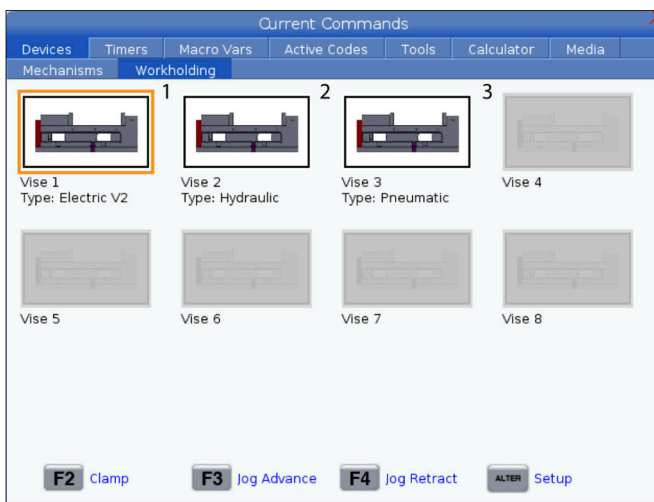 Current Commands
Devices Timers Macro Vars Active Codes Tools Calculator Media
Mechanisms Workholding
1 2 3
Vise 1 Vise 2 Vise 3 Vise 4
Type: Electric V2 Type: Hydraulic Type: Pneumatic
Vise 5 Vise 6 Vise 7 Vise 8
F2 Clamp F3 Jog Advance F4 Jog Retract ALTER Setup